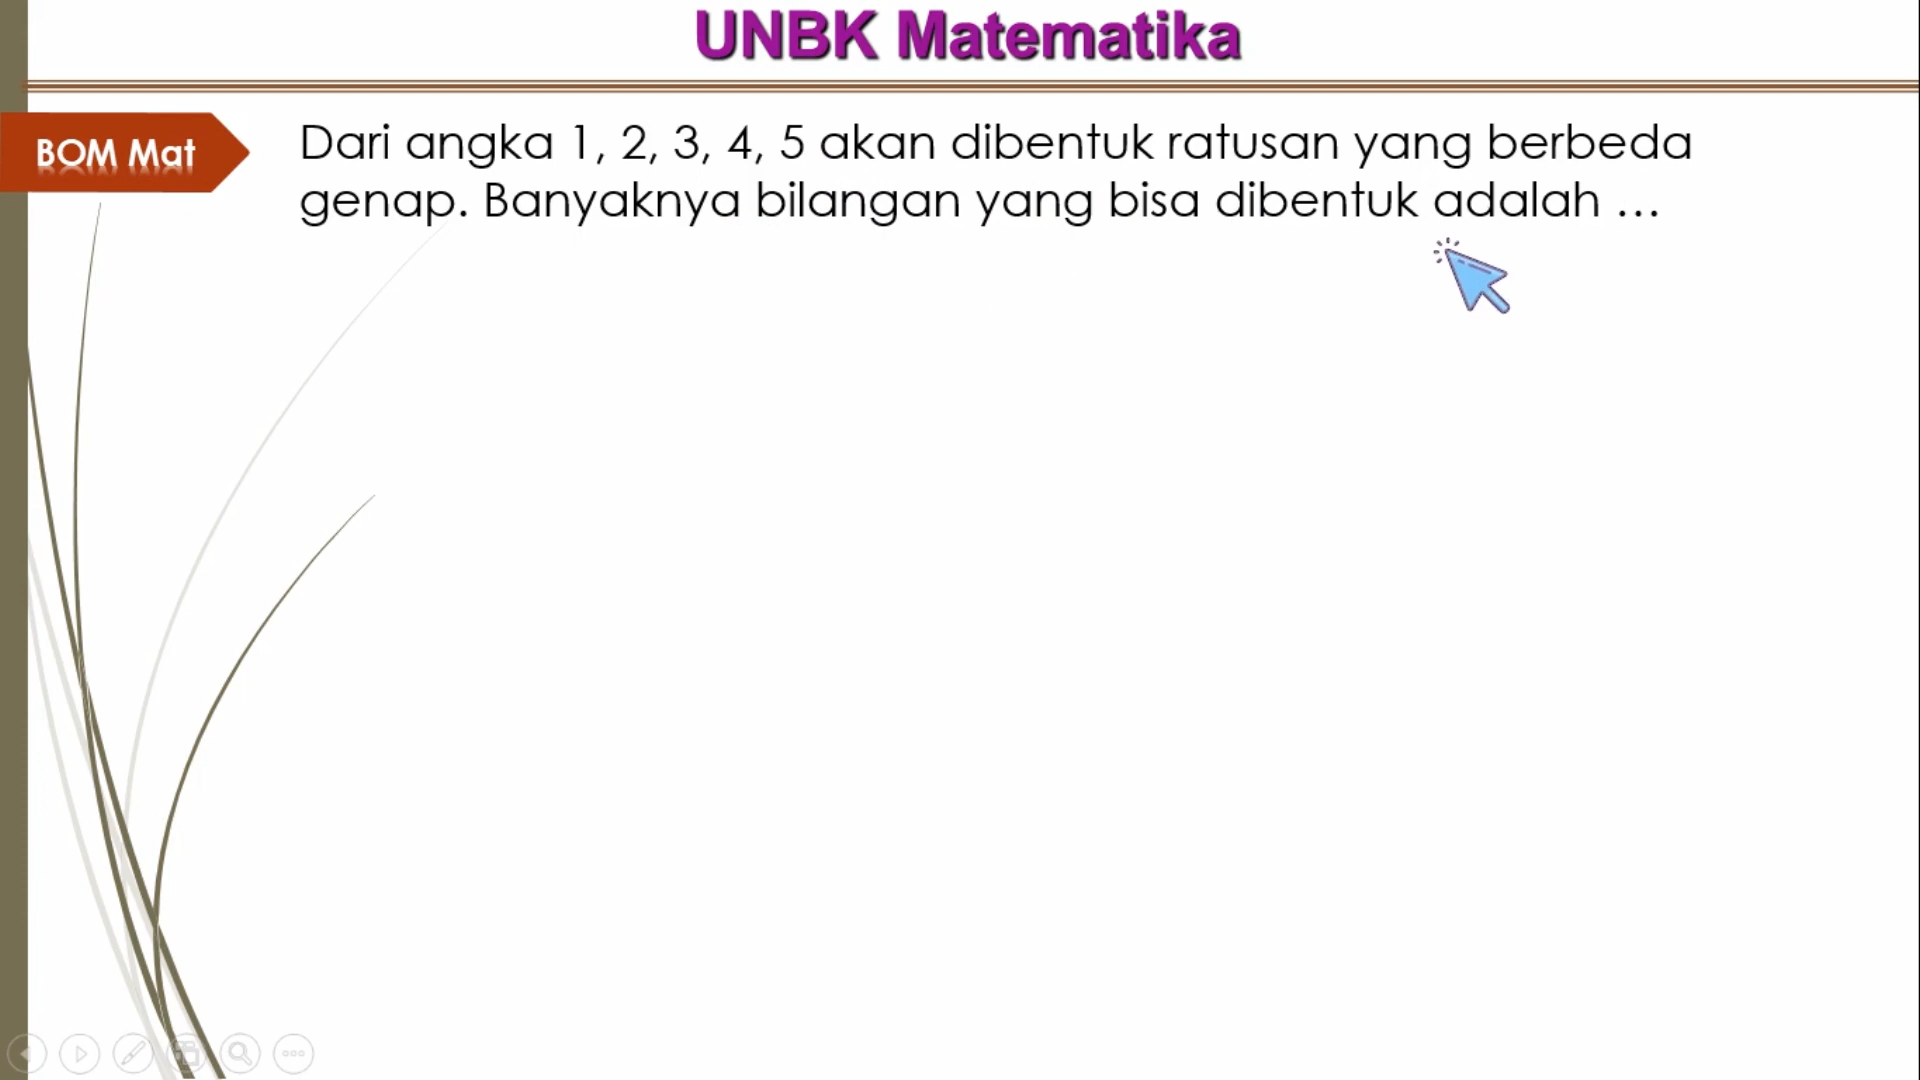 UNBK Matematika
BOM Mat
Dari angka 1, 2, 3, 4, 5 akan dibentuk ratusan yang berbeda
genap. Banyaknya bilangan yang bisa dibentuk adalah ...